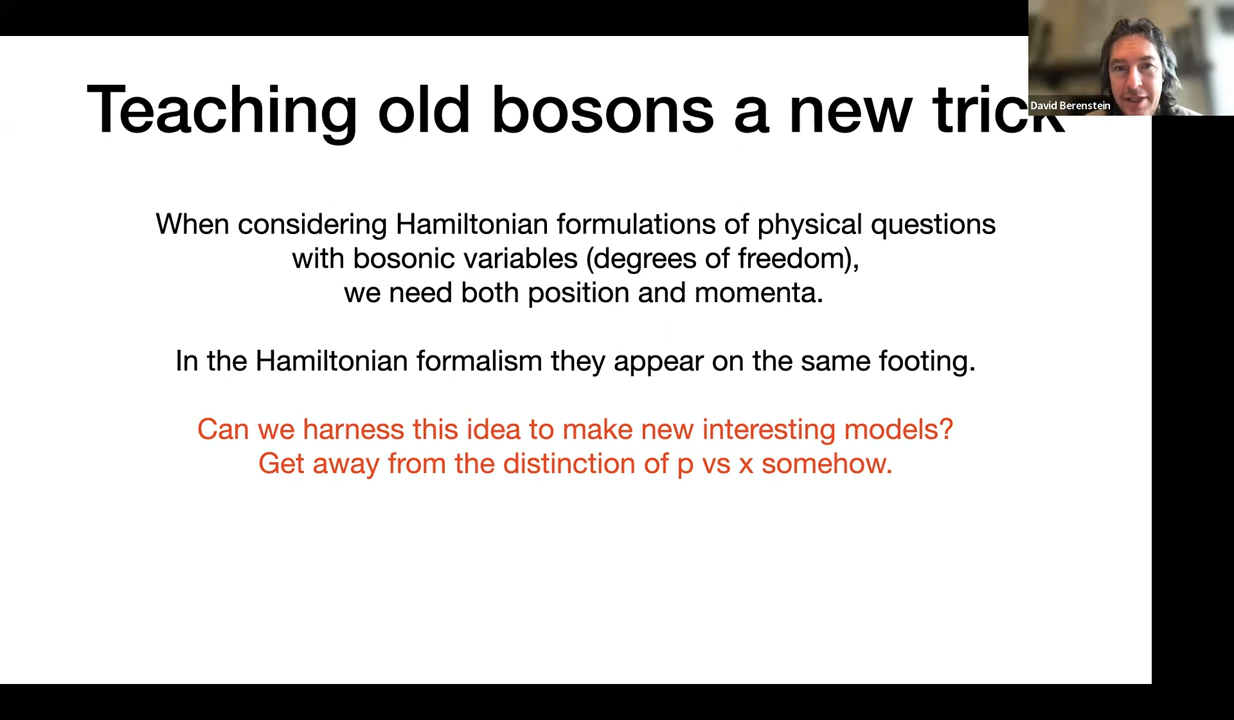 Teaching old bosons a new trick
David Berenstein
When considering Hamiltonian formulations of physical questions
with bosonic variables (degrees of freedom),
we need both position and momenta.
In the Hamiltonian formalism they appear on the same footing.
Can we harness this idea to make new interesting models?
Get away from the distinction of p vs x somehow.